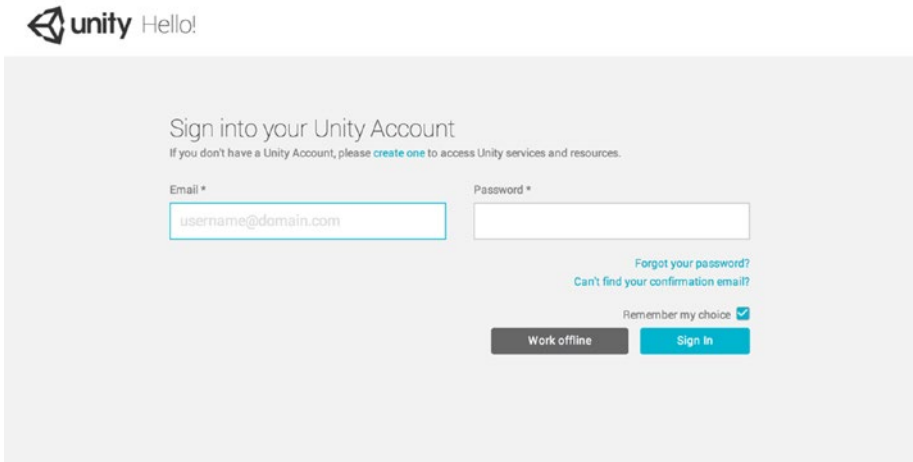 unity Hello!
Sign into your Unity Account
If you don't have a Unity Account, please create one to access Unity services and resources.
Email *
Password *
username@domain.com
Forgot your password?
Can't find your confirmation email?
Remember my choice
Work offline
Sign In